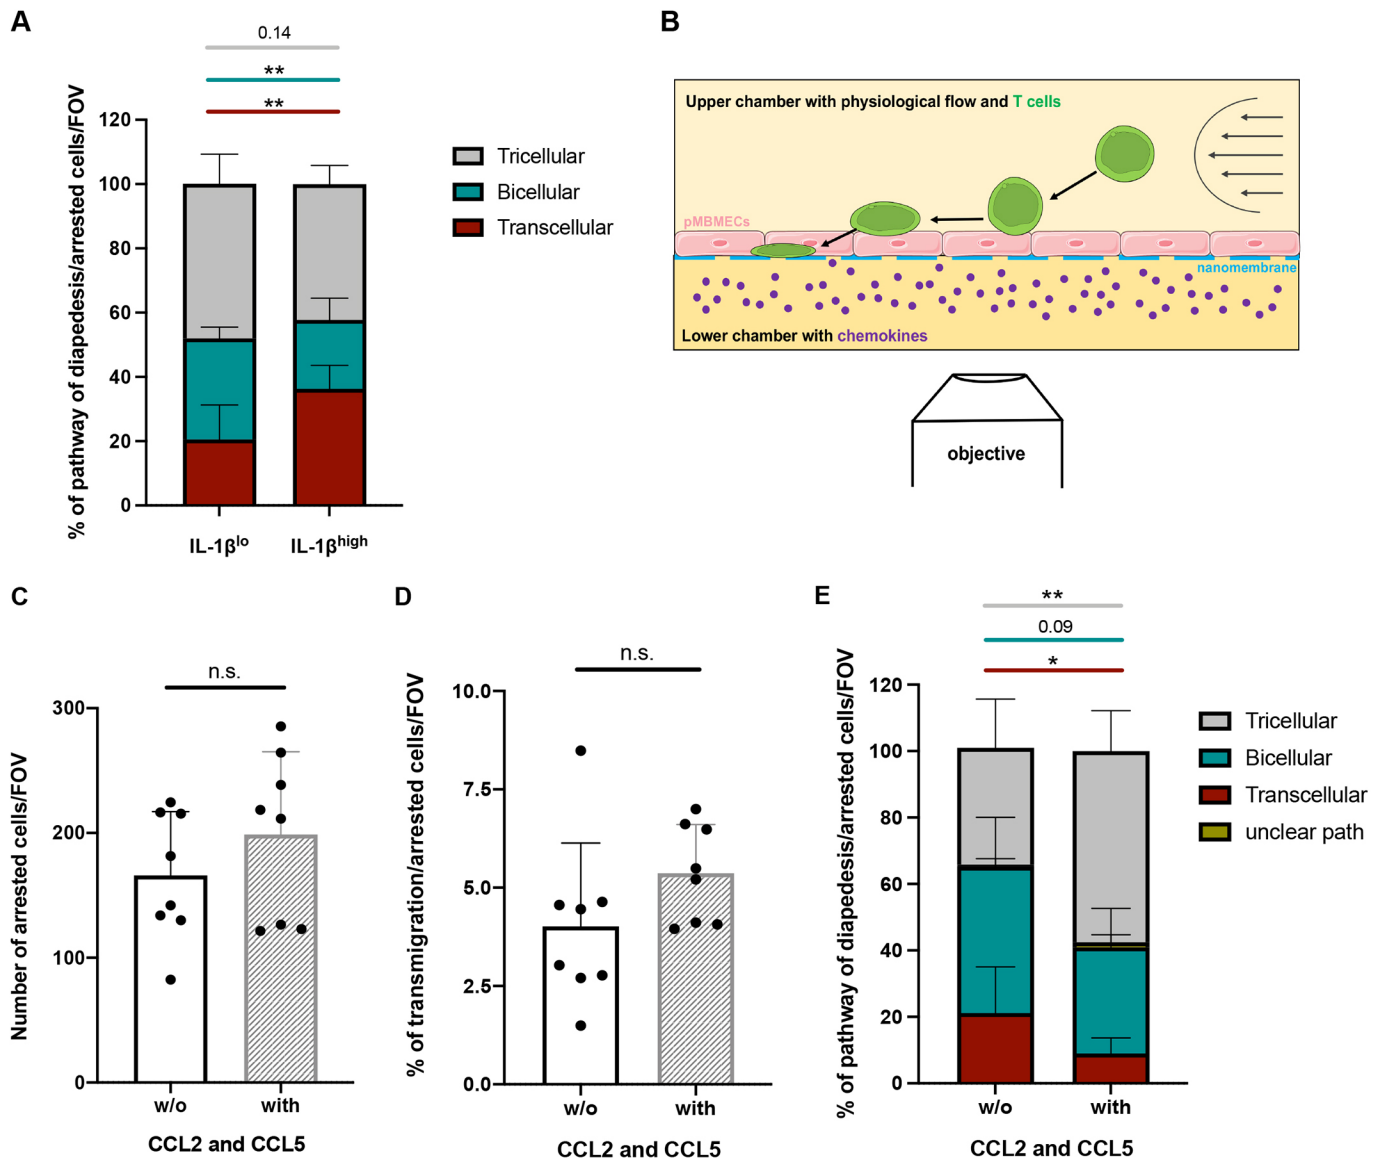 A
0.14
**
**
% of pathway of diapedesis/arrested cells/FOV
120
100
80
60
40
20
0
IL-1βlo
IL-1βhigh
Tricellular
Bicellular
Transcellular
B
Upper chamber with physiological flow and T cells
pMBMECs
nanomembrane
Lower chamber with chemokines
objective
C
n.s.
Number of arrested cells/FOV
300
200
100
0
w/o
with
CCL2 and CCL5
D
n.s.
% of transmigration/arrested cells/FOV
10.0
7.5
5.0
2.5
0.0
w/o
with
CCL2 and CCL5
E
**
0.09
*
% of pathway of diapedesis/arrested cells/FOV
120
100
80
60
40
20
0
w/o
with
CCL2 and CCL5
Tricellular
Bicellular
Transcellular
unclear path